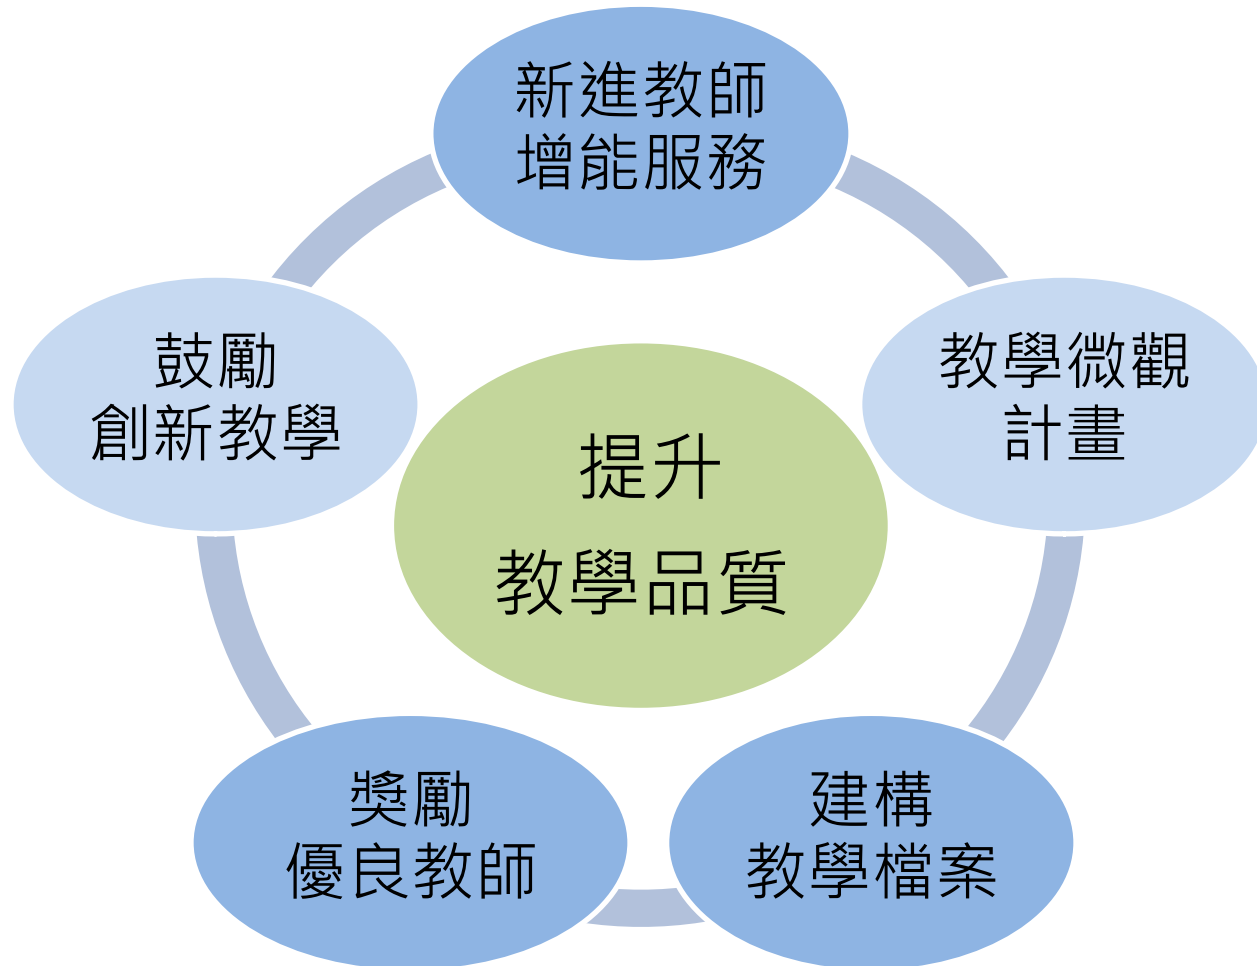 新進教師
增能服務
教學微觀
計畫
建構
教學檔案
獎勵
優良教師
鼓勵
創新教學
提升
教學品質